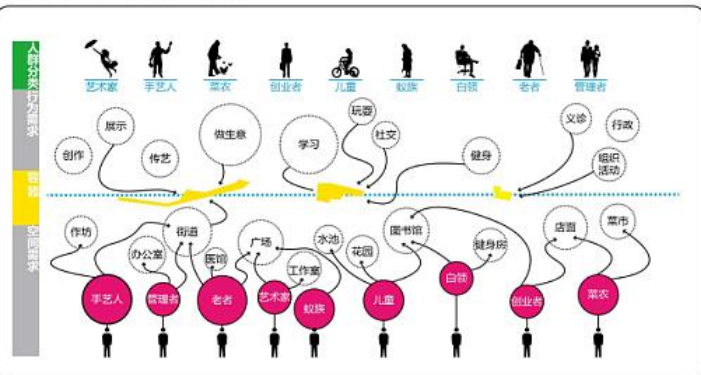 人群分类
艺术家
手艺人
菜农
创业者
儿童
蚁族
白领
老者
管理者
行为需求
展示
创作
传艺
做生意
学习
玩耍
社交
健身
义诊
行政
组织
活动
空间需求
作坊
办公室
街道
医馆
广场
工作室
水池
花园
图书馆
健身房
店面
菜市
手艺人
管理者
老者
艺术家
蚁族
儿童
白领
创业者
菜农